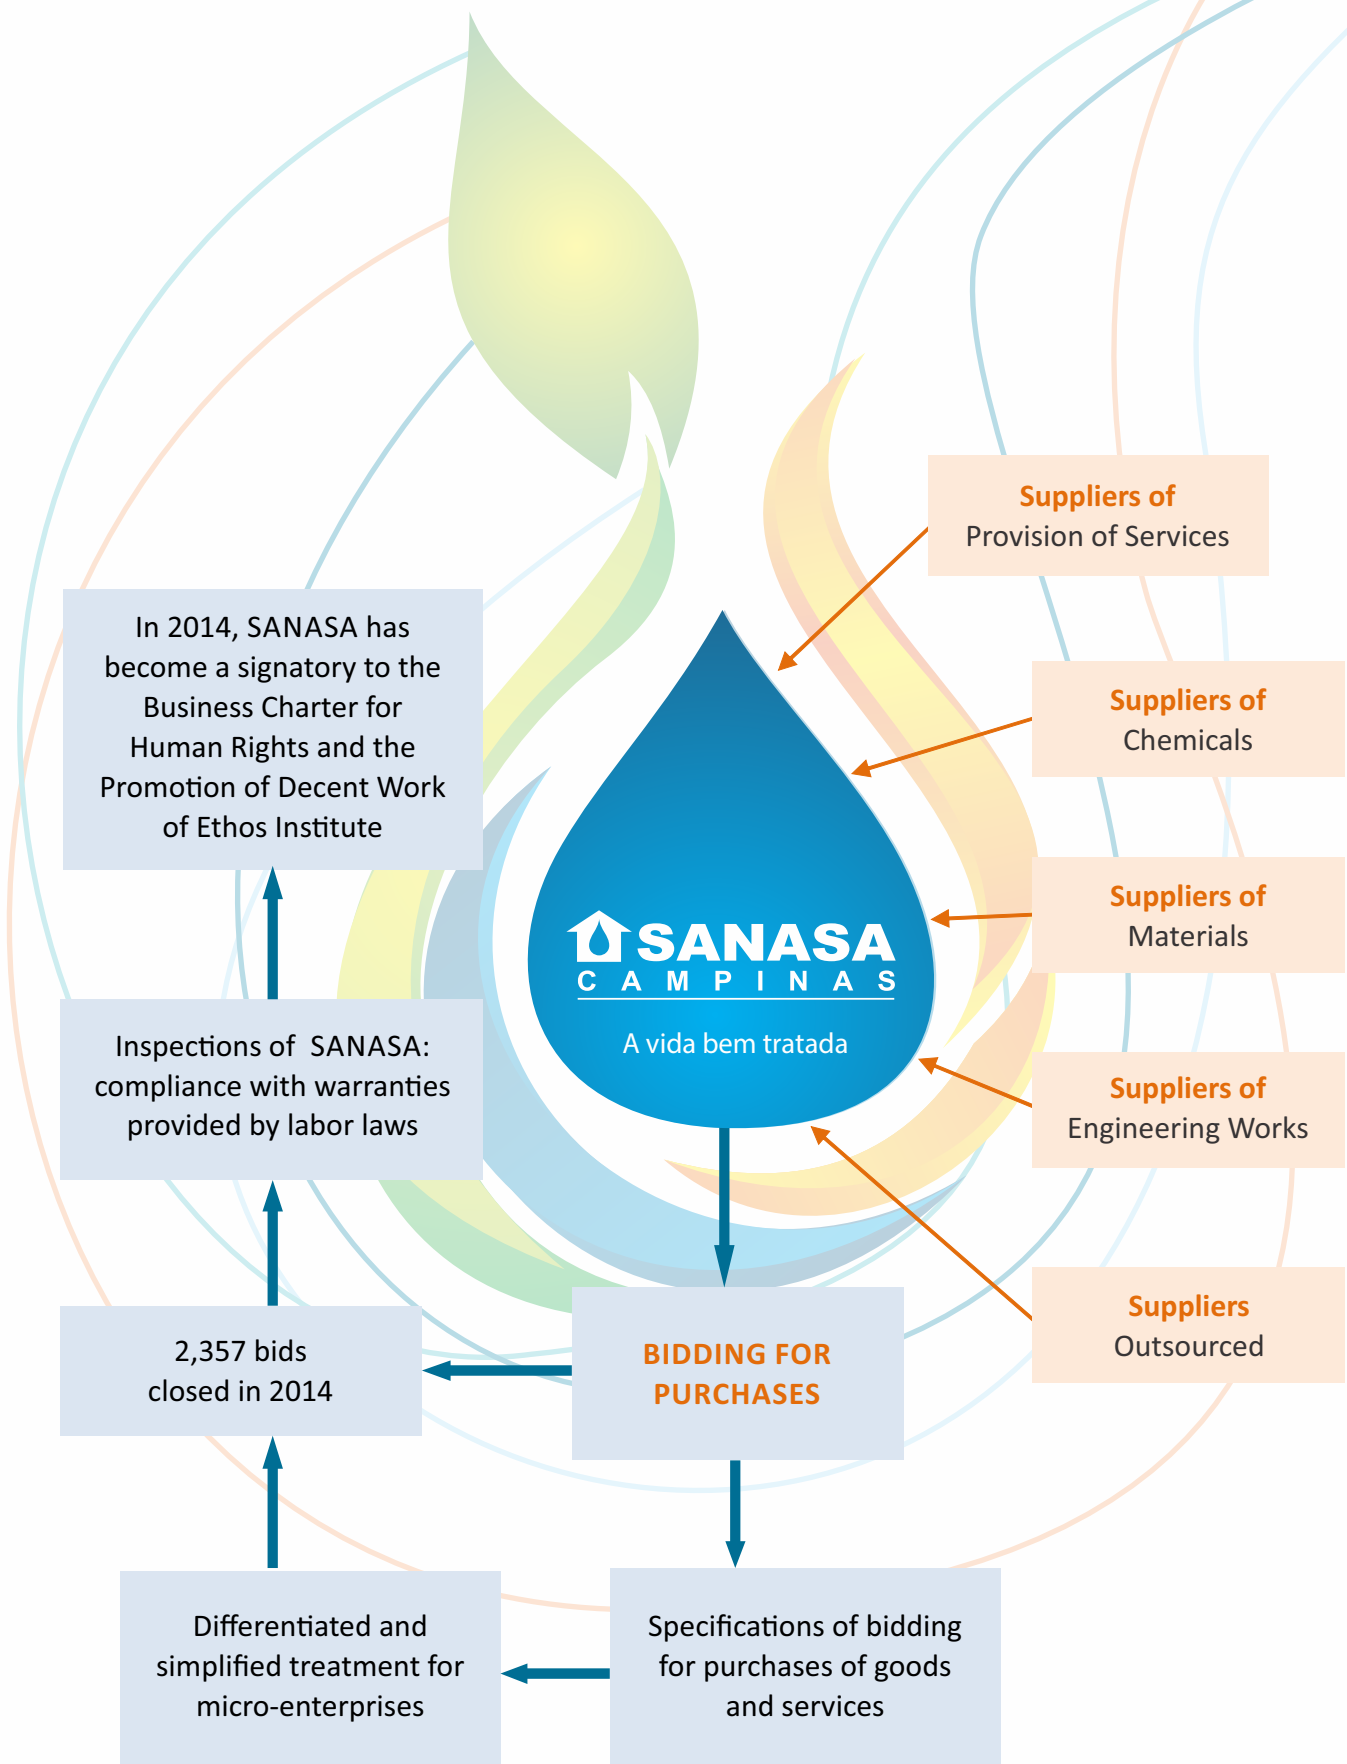 Suppliers of
Provision of Services
In 2014, SANASA has
become a signatory to the
Business Charter for
Human Rights and the
Promotion of Decent Work
of Ethos Institute
Suppliers of
Chemicals
Suppliers of
Materials
SANASA
CAMPINAS
A vida bem tratada
Inspections of SANASA:
compliance with warranties
provided by labor laws
Suppliers of
Engineering Works
Suppliers
Outsourced
2,357 bids
closed in 2014
BIDDING FOR
PURCHASES
Differentiated and
simplified treatment for
micro-enterprises
Specifications of bidding
for purchases of goods
and services